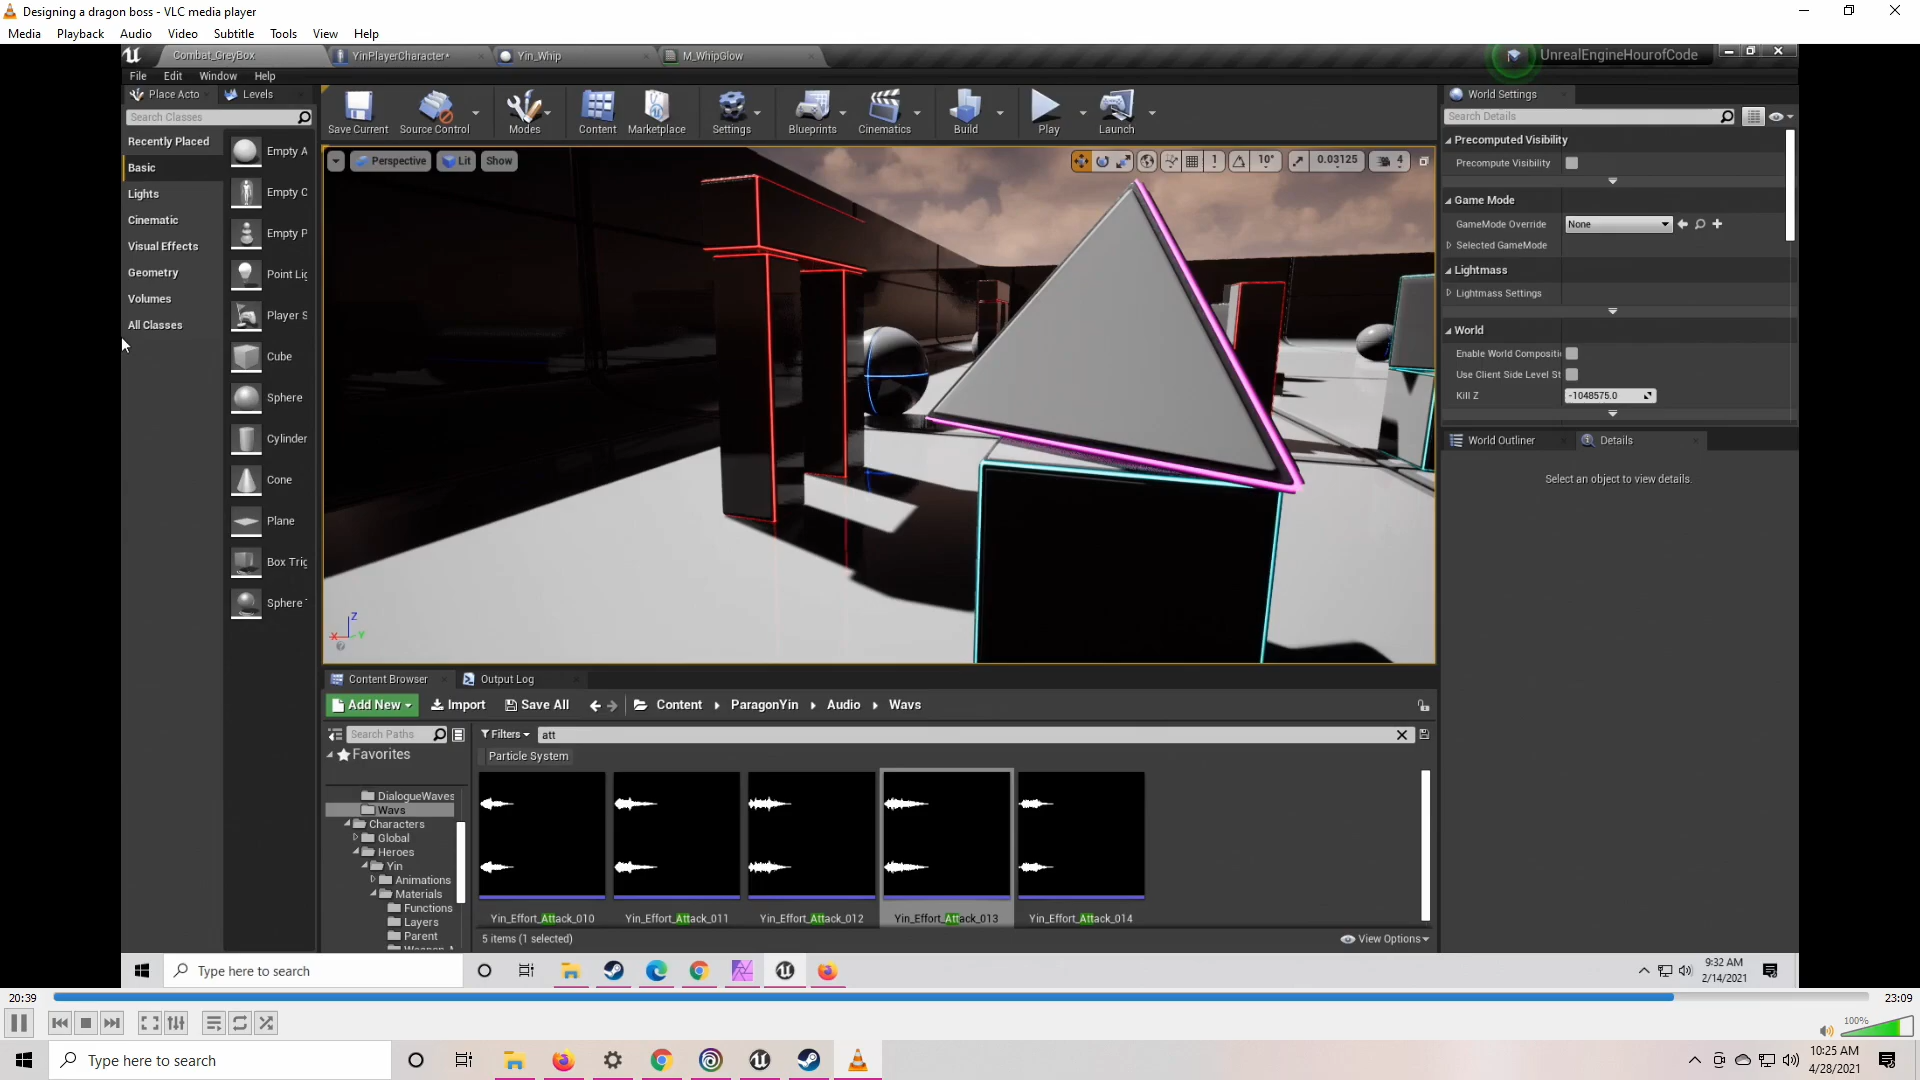 Designing a dragon boss - VLC media player
Media Playback Audio Video Subtitle Tools View Help
Combat_GreyBox YinPlayerCharacter* Yin_Whip M_WhipGlow UnrealEngineHourofCode
File Edit Window Help
Place Acto Levels World Settings
Search Classes
Search Details
Save Current Source Control Modes Content Marketplace Settings Blueprints Cinematics Build Play Launch
Recently Placed
Basic
Lights
Cinematic
Visual Effects
Geometry
Volumes
All Classes
Empty A
Empty C
Empty P
Point Lig
Player S
Cube
Sphere
Cylinder
Cone
Plane
Box Trig
Sphere T
Perspective Lit Show 1 10° 0.03125 4
Z
X Y
Precomputed Visibility
Precompute Visibility
Game Mode
GameMode Override None
Selected GameMode
Lightmass
Lightmass Settings
World
Enable World Compositi
Use Client Side Level St
Kill Z -1048575.0
World Outliner Details
Select an object to view details.
Content Browser Output Log
Add New Import Save All Content ParagonYin Audio Wavs
Search Paths Filters att
Favorites
Particle System
DialogueWaves
Wavs
Characters
Global
Heroes
Yin
Animations
Materials
Functions
Layers
Parent
Yin_Effort_Attack_010 Yin_Effort_Attack_011 Yin_Effort_Attack_012 Yin_Effort_Attack_013 Yin_Effort_Attack_014
5 items (1 selected) View Options
Type here to search 9:32 AM
2/14/2021
20:39 23:09
100%
Type here to search 10:25 AM
4/28/2021